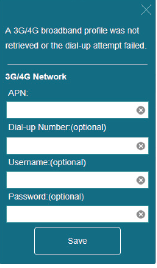 A 3G/4G broadband profile was not
retrieved or the dial-up attempt failed.
3G/4G Network
APN:
Dial-up Number:(optional)
Username:(optional)
Password:(optional)
Save